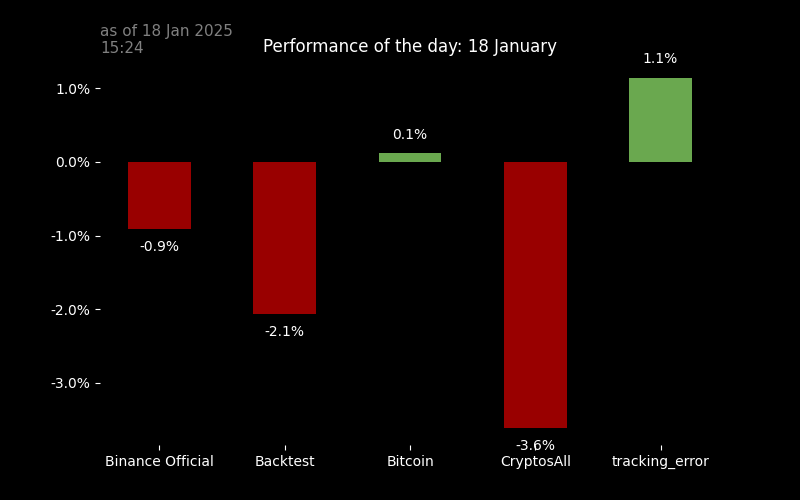 as of 18 Jan 2025
15:24
Performance of the day: 18 January
1.1%
1.0%
0.1%
0.0%
-0.9%
-1.0%
-2.0%
-2.1%
-3.0%
-3.6%
Binance Official
Backtest
Bitcoin
CryptosAll
tracking_error